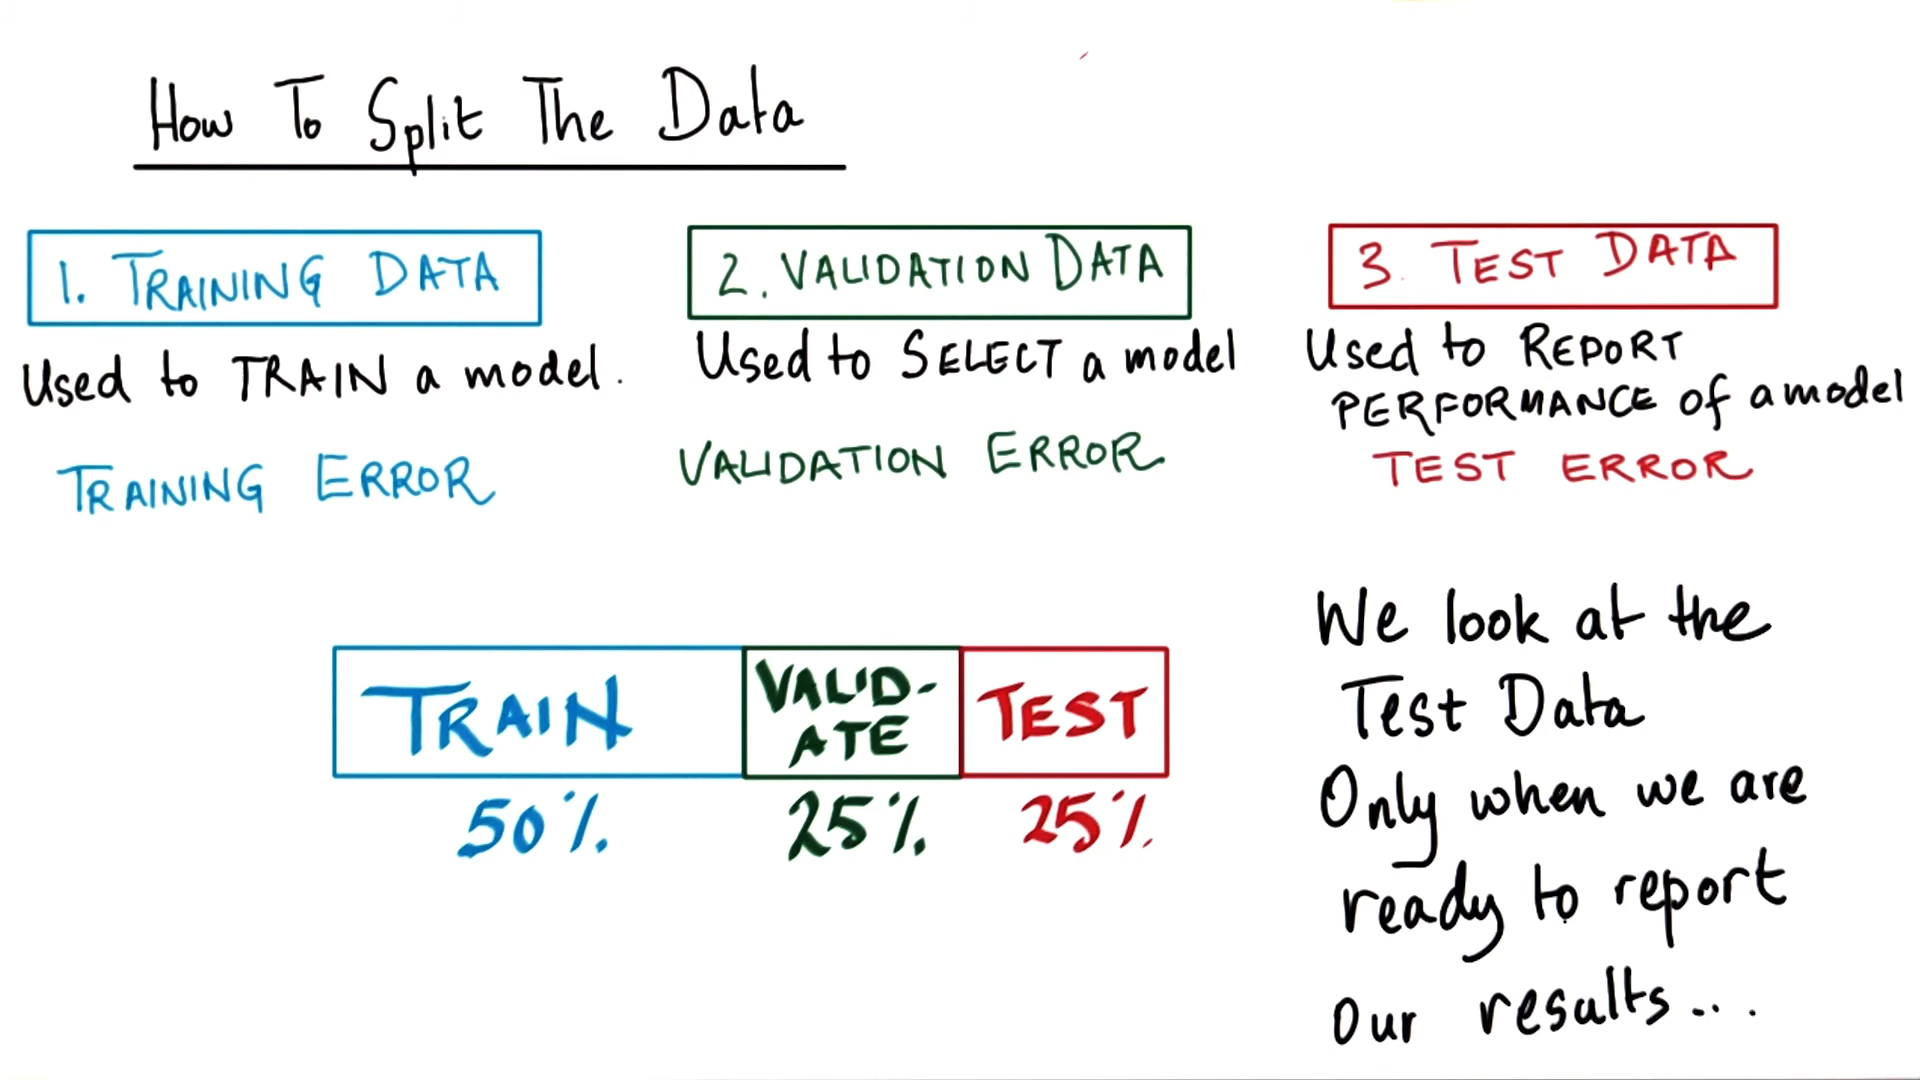 How To Split The Data
1. TRAINING DATA
Used to TRAIN a model.
TRAINING ERROR
2. VALIDATION DATA
Used to SELECT a model
VALIDATION ERROR
3. TEST DATA
Used to REPORT
PERFORMANCE of a model
TEST ERROR
TRAIN
VALID-
ATE
TEST
50%
25%
25%
We look at the
Test Data
Only when we are
ready to report
our results...